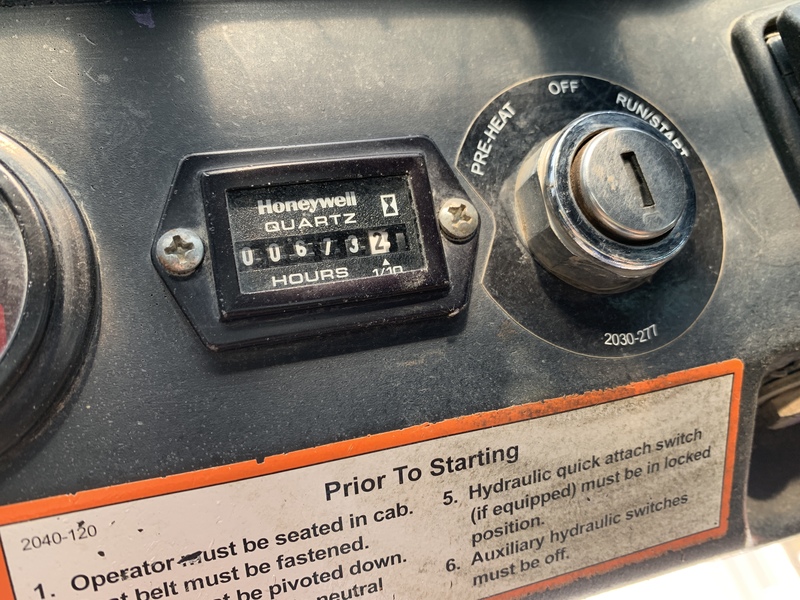 PRE-HEAT
OFF
RUN/START
Honeywell
QUARTZ
006732
HOURS 1/10
2030-277
Prior To Starting
2040-120
1. Operator must be seated in cab.
belt must be fastened.
be pivoted down.
neutral
5. Hydraulic quick attach switch
(if equipped) must be in locked
position.
6. Auxiliary hydraulic switches
must be off.